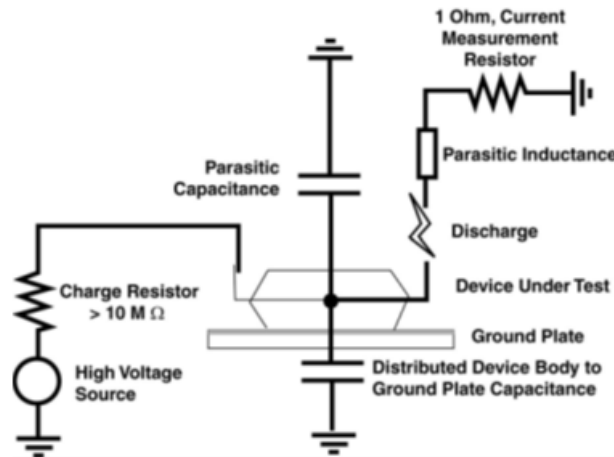 1 Ohm, Current
Measurement
Resistor
Parasitic
Capacitance
Parasitic Inductance
Discharge
Charge Resistor
> 10 M Ω
Device Under Test
Ground Plate
High Voltage
Source
Distributed Device Body to
Ground Plate Capacitance